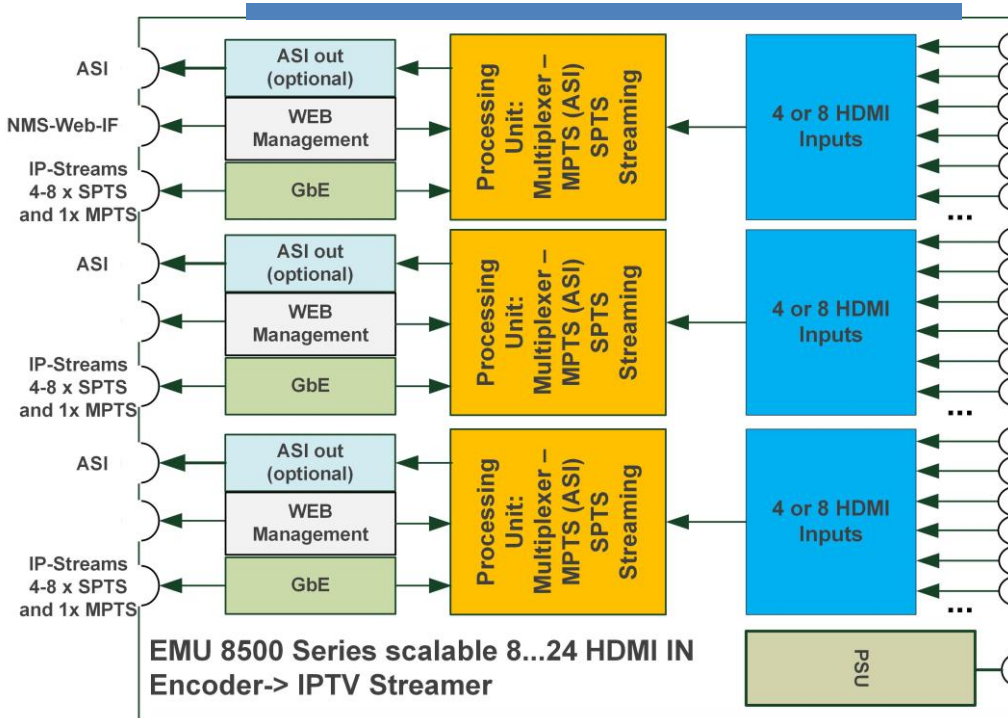 ASI
ASI out
(optional)
NMS-Web-IF
WEB
Management
IP-Streams
4-8 x SPTS
and 1x MPTS
GbE
Processing
Unit:
Multiplexer –
MPTS (ASI)
SPTS
Streaming
4 or 8 HDMI
Inputs
...
ASI
ASI out
(optional)
WEB
Management
IP-Streams
4-8 x SPTS
and 1x MPTS
GbE
Processing
Unit:
Multiplexer –
MPTS (ASI)
SPTS
Streaming
4 or 8 HDMI
Inputs
...
ASI
ASI out
(optional)
WEB
Management
IP-Streams
4-8 x SPTS
and 1x MPTS
GbE
Processing
Unit:
Multiplexer –
MPTS (ASI)
SPTS
Streaming
4 or 8 HDMI
Inputs
...
EMU 8500 Series scalable 8...24 HDMI IN
Encoder-> IPTV Streamer
PSU